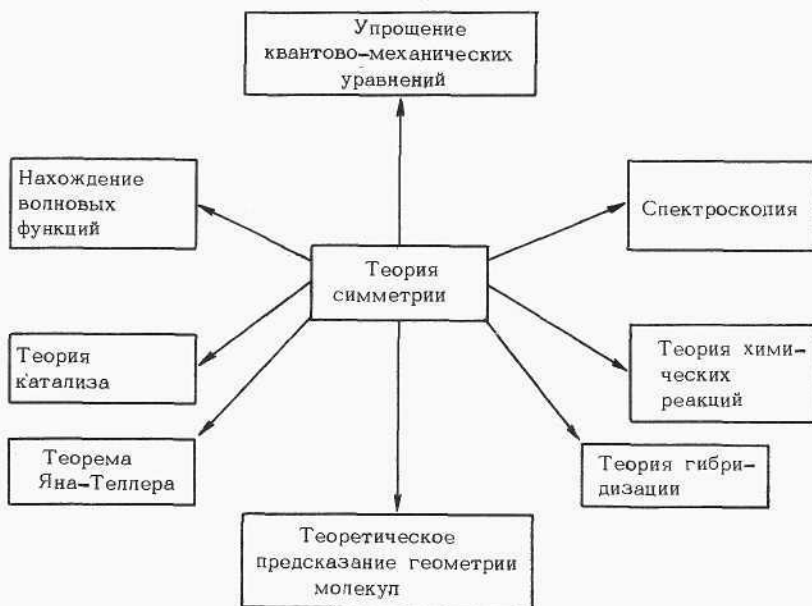 Упрощение
квантово-механических
уравнений
Нахождение
волновых
функций
Спектроскопия
Теория
симметрии
Теория
катализа
Теория хими-
ческих
реакций
Теорема
Яна-Теллера
Теория гибри-
дизации
Теоретическое
предсказание геометрии
молекул